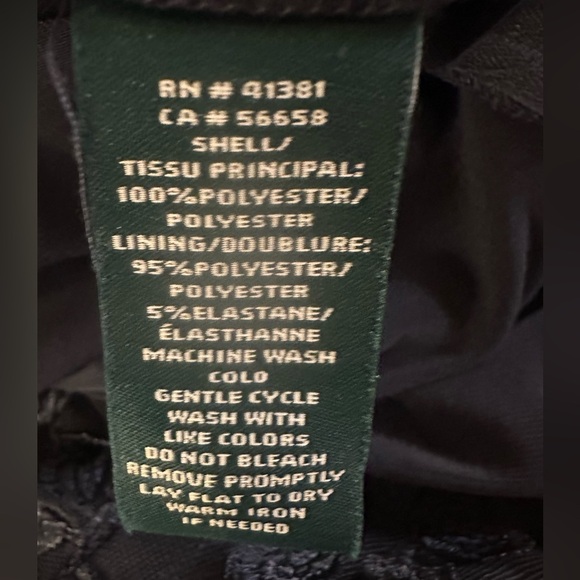 RN # 41381
CA # 56658
SHELL/
TISSU PRINCIPAL:
100%POLYESTER/
POLYESTER
LINING/DOUBLURE:
95%POLYESTER/
POLYESTER
5%ELASTANE/
ÉLASTHANNE
MACHINE WASH
COLD
GENTLE CYCLE
WASH WITH
LIKE COLORS
DO NOT BLEACH
REMOVE PROMPTLY
LAY FLAT TO DRY
WARM IRON
IF NEEDED